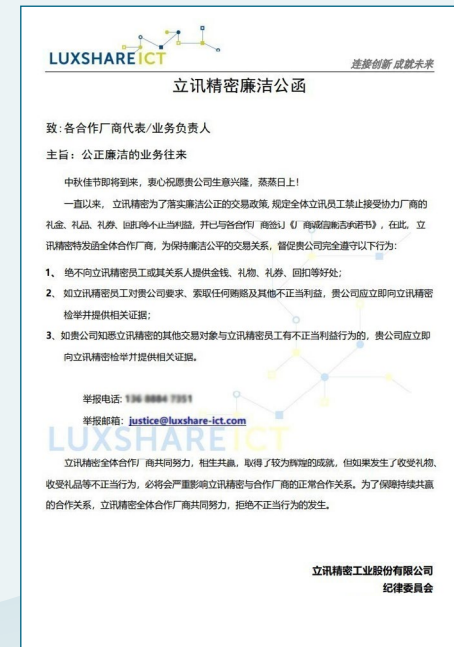 LUXSHARE ICT
连接创新 成就未来
立讯精密廉洁公函
致:各合作厂商代表/业务负责人
主旨：公正廉洁的业务往来
中秋佳节即将到来，衷心祝愿贵公司生意兴隆，蒸蒸日上！
一直以来， 立讯精密为了落实廉洁公正的交易政策, 规定全体立讯员工禁止接受协力厂商的
礼金、礼品、礼券、回扣等不正当利益，并已与各合作厂商签订《厂商诚信廉洁承诺书》，在此，立
讯精密特发函全体合作厂商，为保持廉洁公平的交易关系，督促贵公司完全遵守以下行为：
1、 绝不向立讯精密员工或其关系人提供金钱、礼物、礼券、回扣等好处；
2、 如立讯精密员工对贵公司要求、索取任何贿赂及其他不正当利益，贵公司应立即向立讯精密
检举并提供相关证据；
3、如贵公司知悉立讯精密的其他交易对象与立讯精密员工有不正当利益行为的，贵公司应立即
向立讯精密检举并提供相关证据。
举报电话:
举报邮箱：justice@luxshare-ict.com
LUXSHARE ICT
立讯精密全体合作厂商共同努力，相生共赢，取得了较为辉煌的成就，但如果发生了收受礼物、
收受礼品等不正当行为，必将会严重影响立讯精密与合作厂商的正常合作关系。为了保障持续共赢
的合作关系，立讯精密全体合作厂商共同努力，拒绝不正当行为的发生。
立讯精密工业股份有限公司
纪律委员会